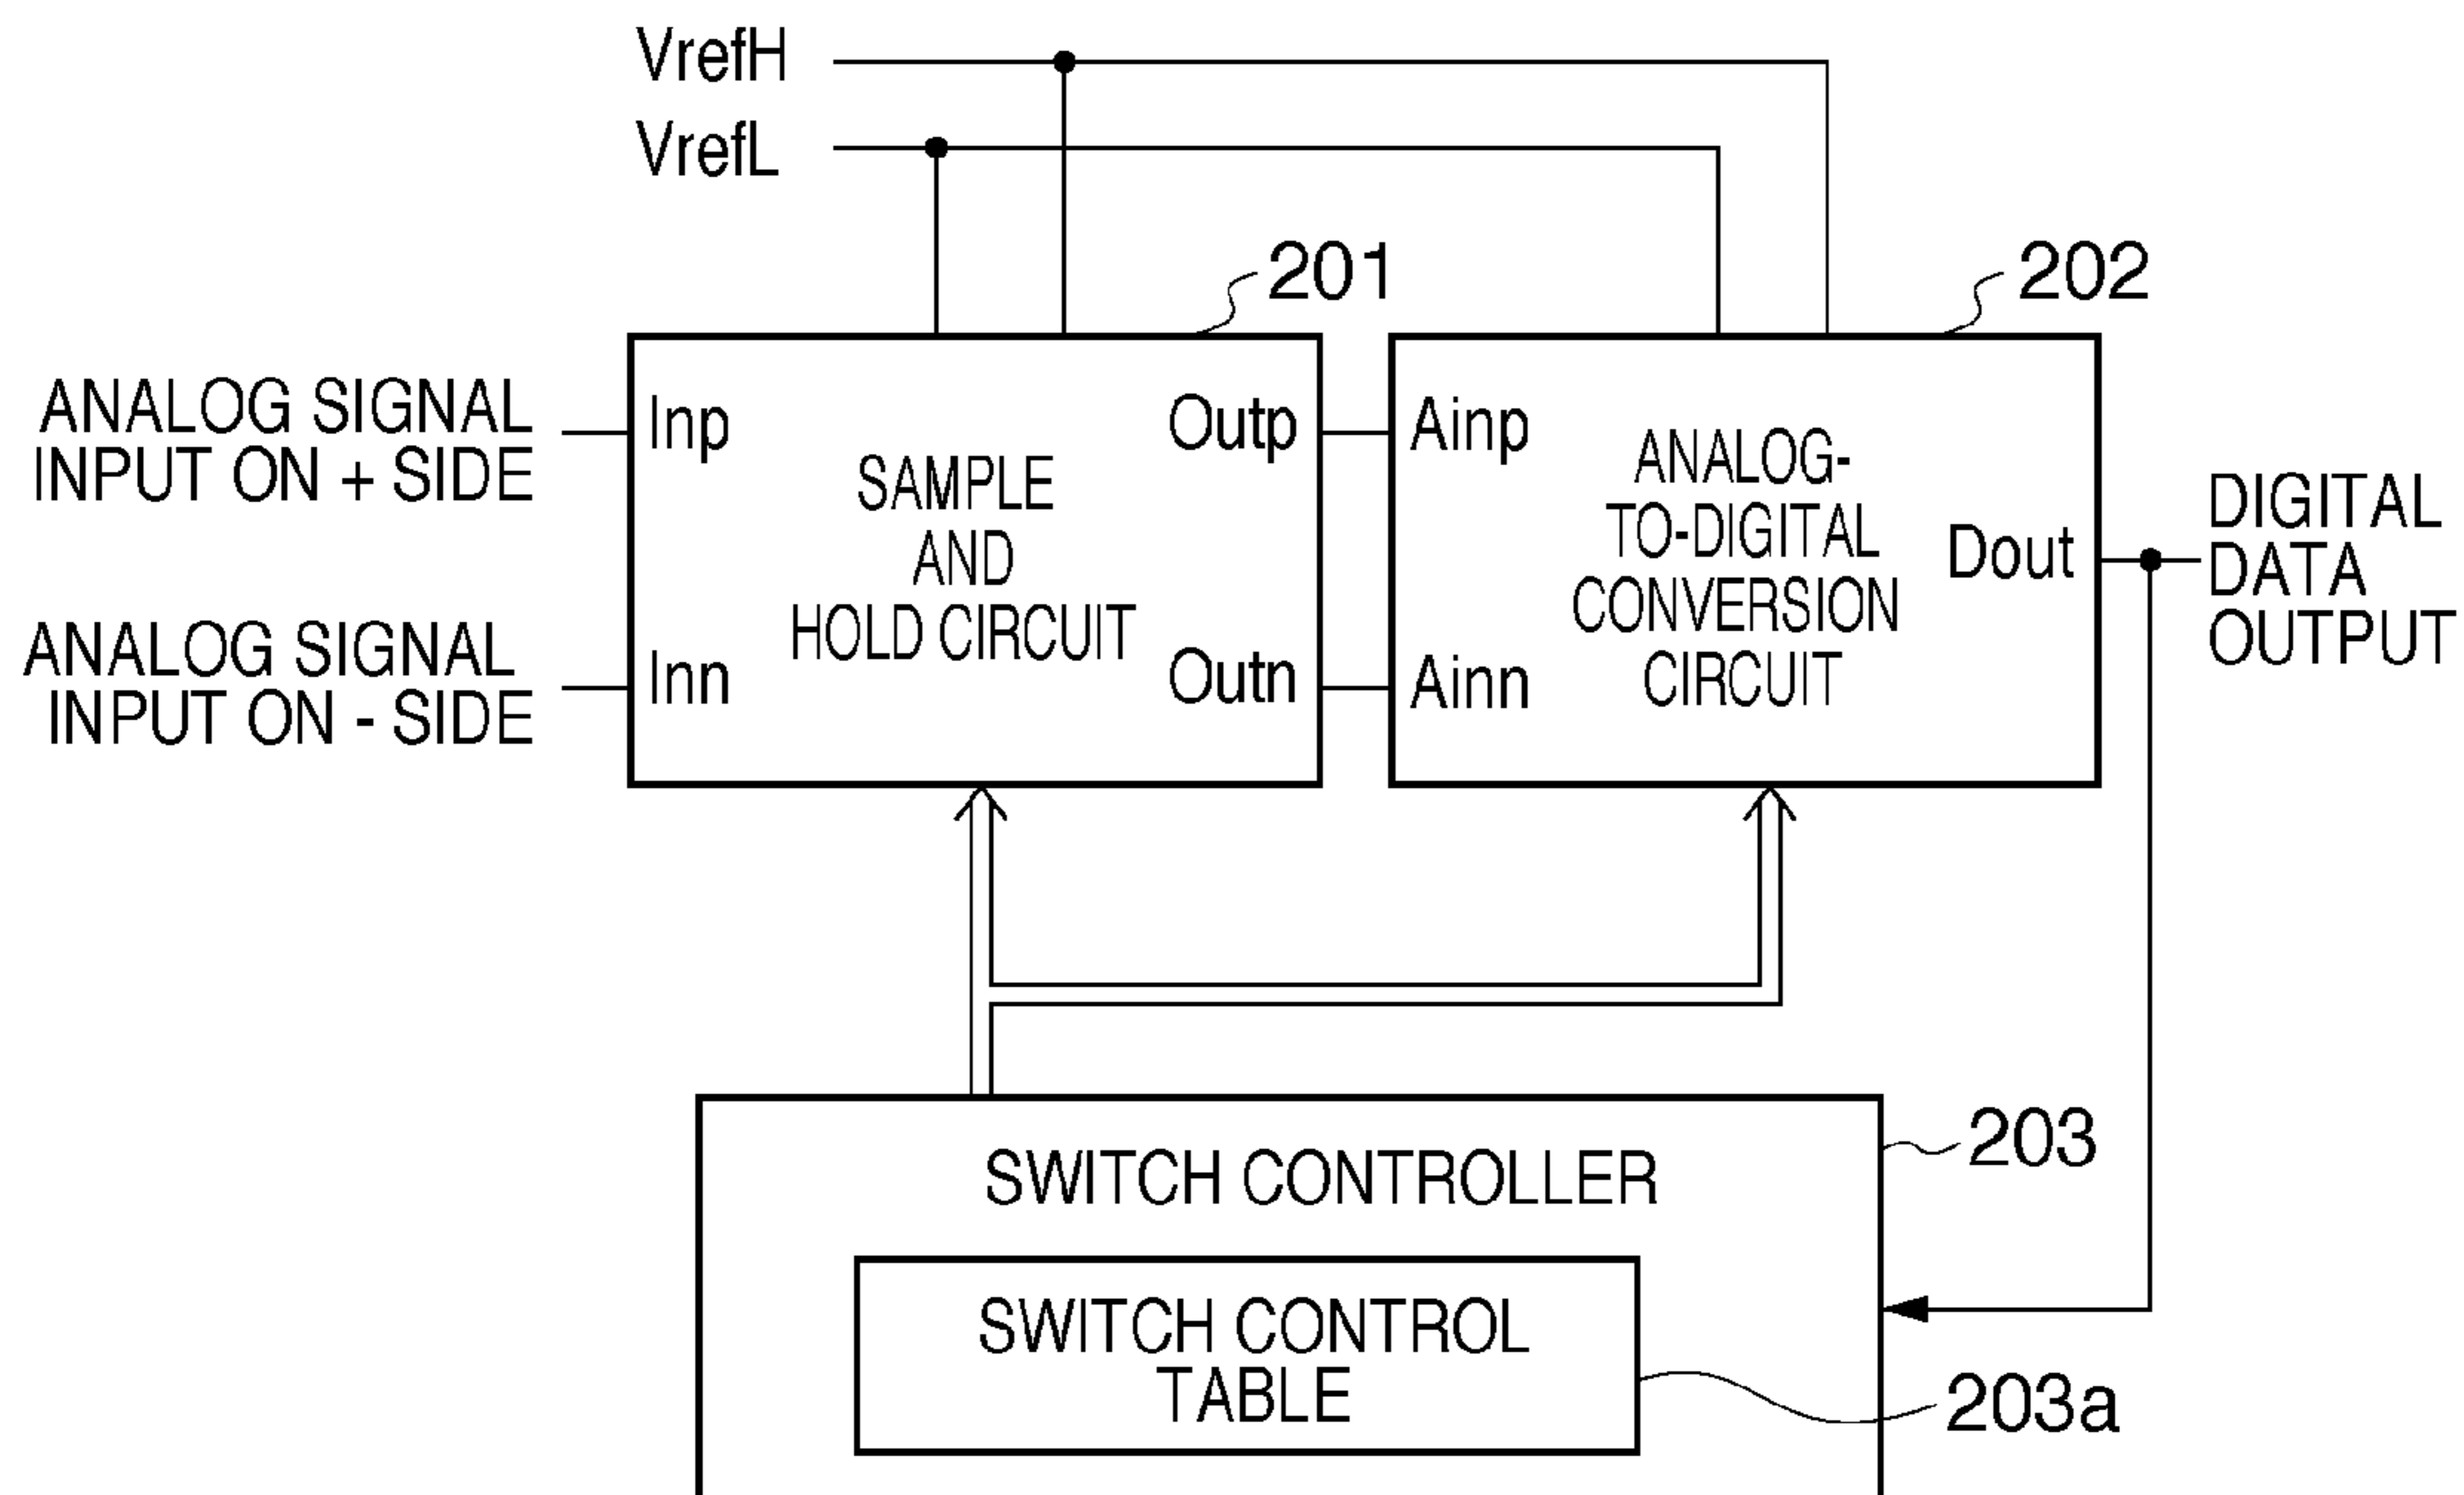 VrefH
VrefL
201
202
ANALOG SIGNAL
INPUT ON + SIDE
ANALOG SIGNAL
INPUT ON - SIDE
Inp
Inn
SAMPLE
AND
HOLD CIRCUIT
Outp
Outn
Ainp
Ainn
ANALOG-
TO-DIGITAL
CONVERSION
CIRCUIT
Dout
DIGITAL
DATA
OUTPUT
203
SWITCH CONTROLLER
SWITCH CONTROL
TABLE
203a